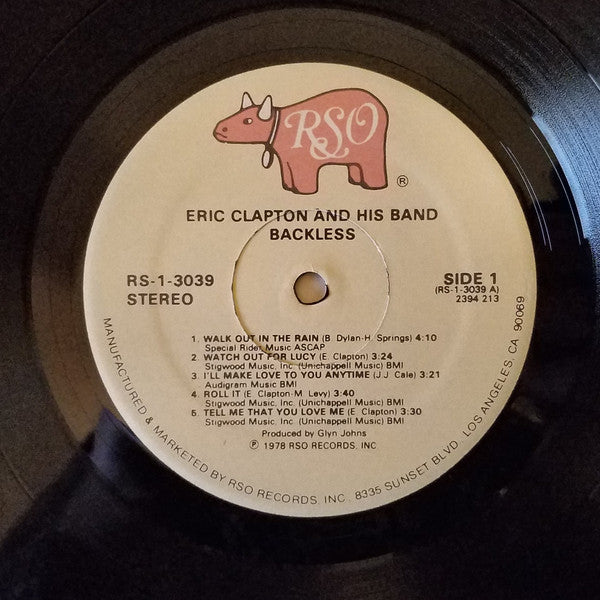 RSO
®
ERIC CLAPTON AND HIS BAND
BACKLESS
RS-1-3039
STEREO
SIDE 1
(RS-1-3039 A)
2394 213
1. WALK OUT IN THE RAIN (B. Dylan-H. Springs) 4:10
Special Rider Music ASCAP
2. WATCH OUT FOR LUCY (E. Clapton) 3:24
Stigwood Music, Inc. (Unichappell Music) BMI
3. I'LL MAKE LOVE TO YOU ANYTIME (J.J. Cale) 3:21
Audigram Music BMI
4. ROLL IT (E. Clapton-M. Levy) 3:40
Stigwood Music, Inc. (Unichappell Music) BMI
5. TELL ME THAT YOU LOVE ME (E. Clapton) 3:30
Stigwood Music, Inc. (Unichappell Music) BMI
Produced by Glyn Johns
℗ 1978 RSO RECORDS, INC
MANUFACTURED & MARKETED BY RSO RECORDS, INC. 8335 SUNSET BLVD. LOS ANGELES, CA 90069